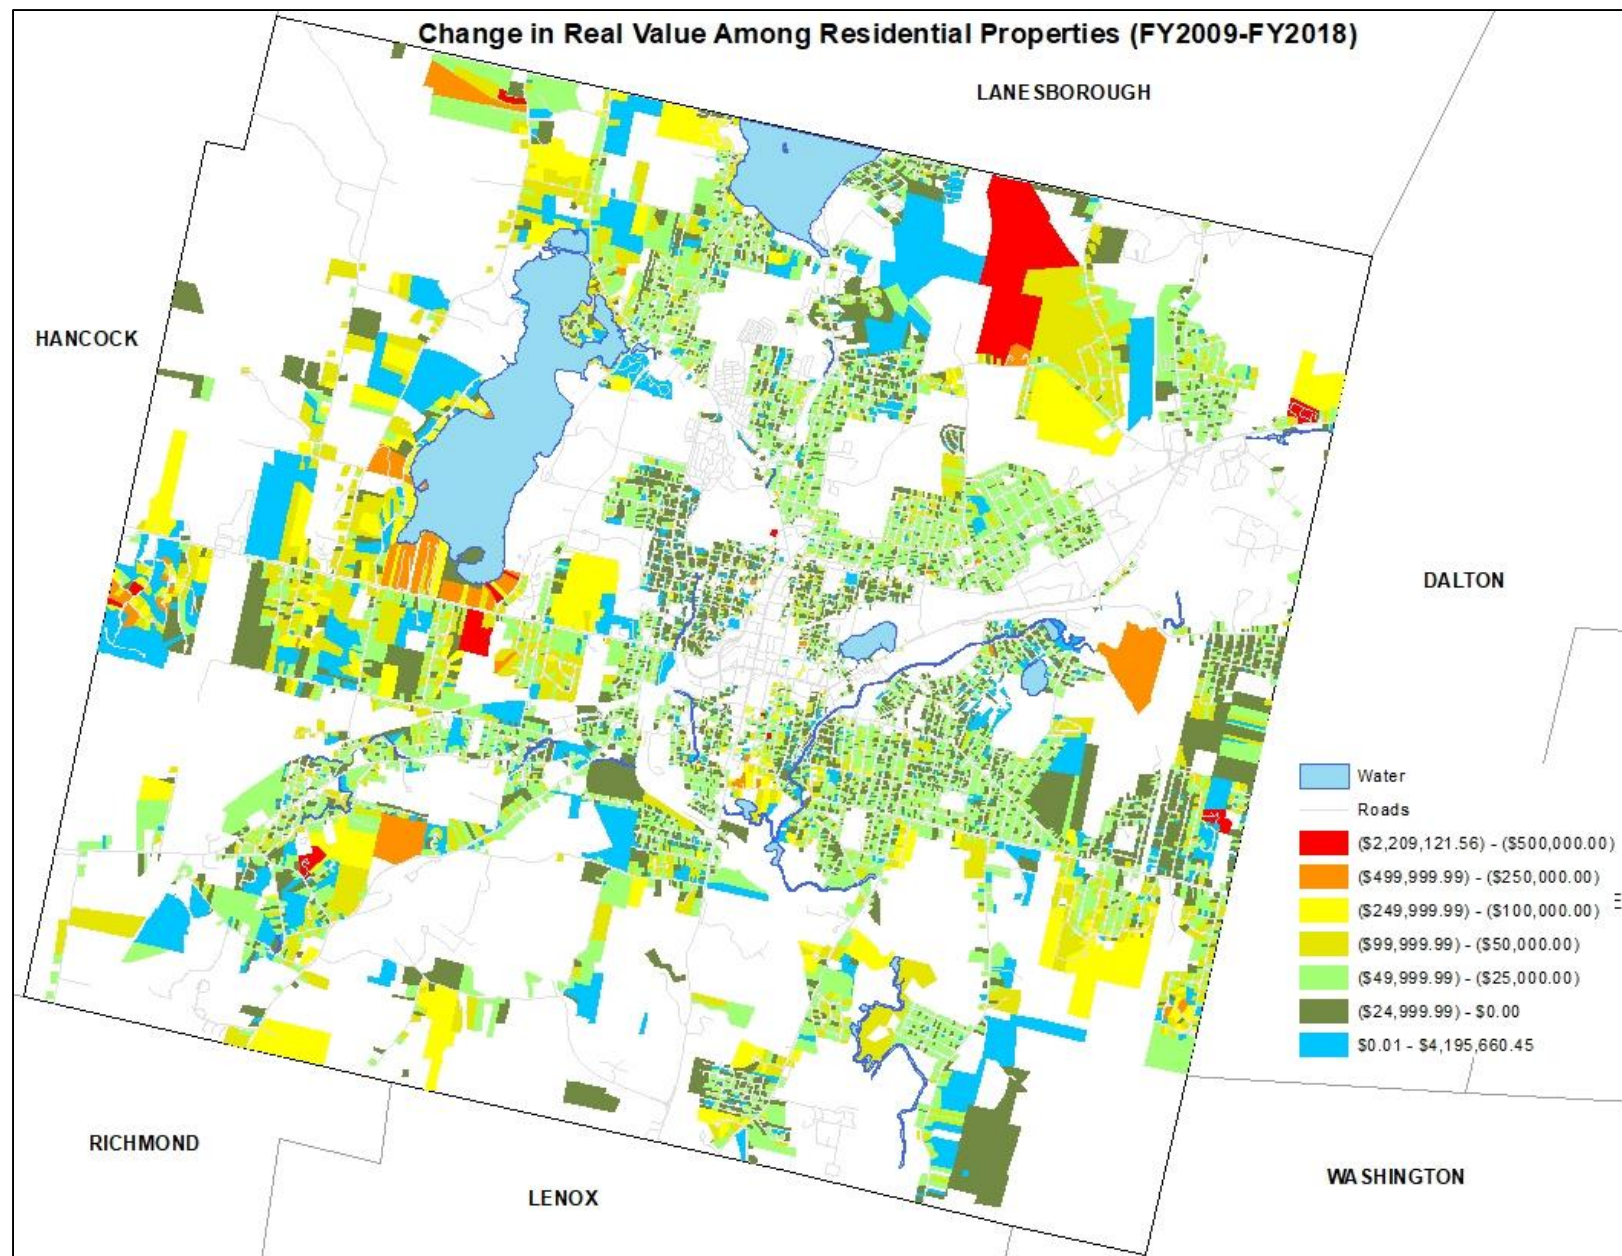 Change in Real Value Among Residential Properties (FY2009-FY2018)
LANESBOROUGH
HANCOCK
DALTON
Water
Roads
($2,209,121.56) - ($500,000.00)
($499,999.99) - ($250,000.00)
($249,999.99) - ($100,000.00)
($99,999.99) - ($50,000.00)
($49,999.99) - ($25,000.00)
($24,999.99) - $0.00
$0.01 - $4,195,660.45
RICHMOND
LENOX
WASHINGTON